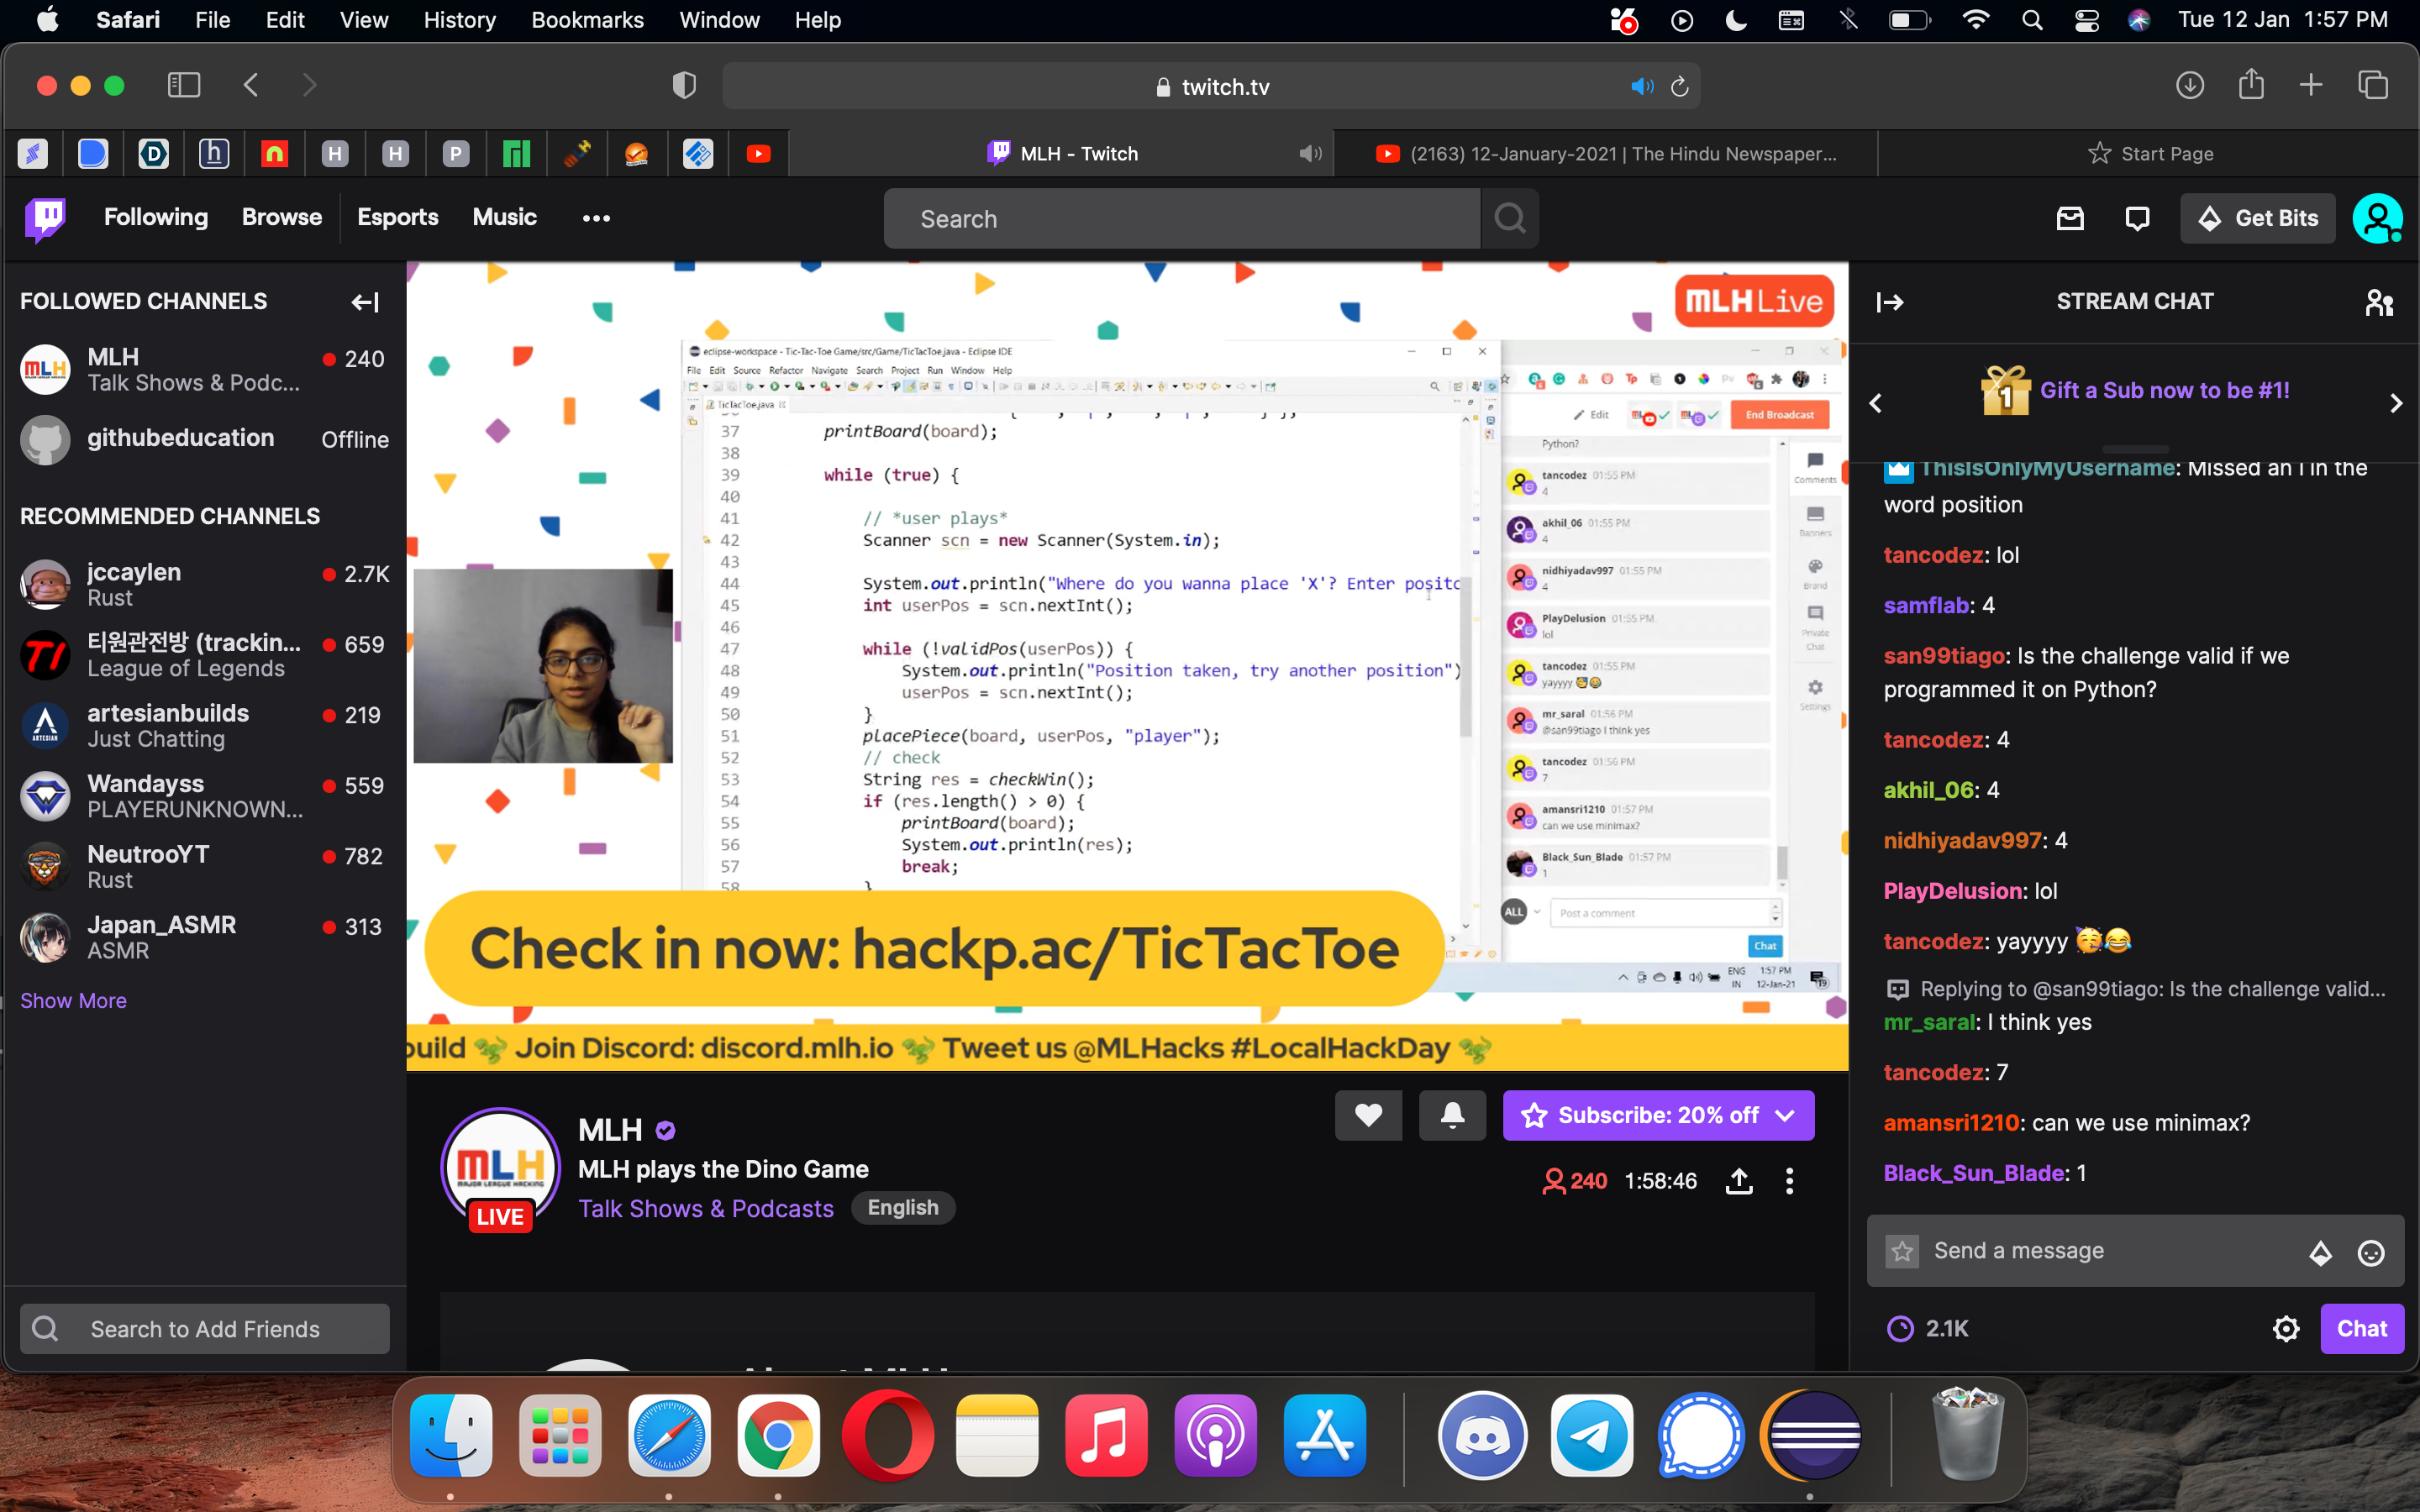 Safari File Edit View History Bookmarks Window Help
Tue 12 Jan 1:57 PM
twitch.tv
MLH - Twitch
(2163) 12-January-2021 | The Hindu Newspaper...
Start Page
Following Browse Esports Music
Search
Get Bits
FOLLOWED CHANNELS
MLH
240
Talk Shows & Podc...
githubeducation
Offline
RECOMMENDED CHANNELS
jccaylen
2.7K
Rust
티원관전방 (trackin...
659
League of Legends
artesianbuilds
219
Just Chatting
Wandayss
559
PLAYERUNKNOWN...
NeutrooYT
782
Rust
Japan_ASMR
313
ASMR
Show More
Search to Add Friends
MLH Live
eclipse-workspace - Tic-Tac-Toe Game/src/Game/TicTacToe.java - Eclipse IDE
File Edit Source Refactor Navigate Search Project Run Window Help
TicTacToe.java
37 printBoard(board);
38
39 while (true) {
40
41 // *user plays*
42 Scanner scn = new Scanner(System.in);
43
44 System.out.println("Where do you wanna place 'X'? Enter positc
45 int userPos = scn.nextInt();
46
47 while (!validPos(userPos)) {
48 System.out.println("Position taken, try another position")
49 userPos = scn.nextInt();
50 }
51 placePiece(board, userPos, "player");
52 // check
53 String res = checkWin();
54 if (res.length() > 0) {
55 printBoard(board);
56 System.out.println(res);
57 break;
58 }
Edit
End Broadcast
Python?
tancodez 01:55 PM
4
akhil_06 01:55 PM
4
nidhiyadav997 01:55 PM
4
PlayDelusion 01:55 PM
lol
tancodez 01:55 PM
yayyyy 🥳😂
mr_saral 01:56 PM
@san99tiago I think yes
tancodez 01:56 PM
7
amansri1210 01:57 PM
can we use minimax?
Black_Sun_Blade 01:57 PM
1
Comments
Banners
Brand
Private
Chat
Settings
ALL
Post a comment
Chat
ENG
IN
1:57 PM
12-Jan-21
Check in now: hackp.ac/TicTacToe
build 🐲 Join Discord: discord.mlh.io 🐲 Tweet us @MLHacks #LocalHackDay 🐲
MLH
MAJOR LEAGUE HACKING
LIVE
MLH
MLH plays the Dino Game
Talk Shows & Podcasts
English
Subscribe: 20% off
240 1:58:46
STREAM CHAT
1
Gift a Sub now to be #1!
ThisIsOnlyMyUsername: Missed an i in the
word position
tancodez: lol
samflab: 4
san99tiago: Is the challenge valid if we
programmed it on Python?
tancodez: 4
akhil_06: 4
nidhiyadav997: 4
PlayDelusion: lol
tancodez: yayyyy 🥳😂
Replying to @san99tiago: Is the challenge valid...
mr_saral: I think yes
tancodez: 7
amansri1210: can we use minimax?
Black_Sun_Blade: 1
Send a message
2.1K
Chat